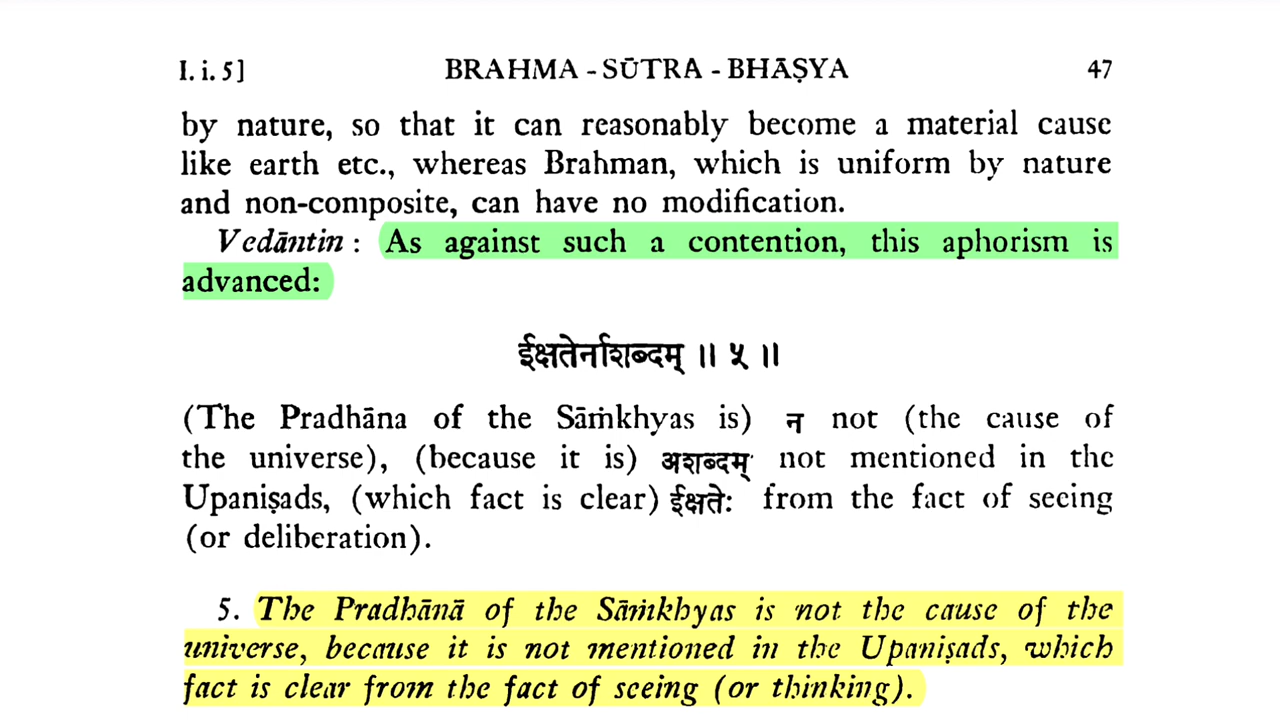 I. i. 5] BRAHMA - SŪTRA - BHĀṢYA 47
by nature, so that it can reasonably become a material cause
like earth etc., whereas Brahman, which is uniform by nature
and non-composite, can have no modification.
Vedāntin : As against such a contention, this aphorism is
advanced:
ईक्षतेर्नाशब्दम् ॥ ५ ॥
(The Pradhāna of the Sāṁkhyas is) न not (the cause of
the universe), (because it is) अशब्दम् not mentioned in the
Upaniṣads, (which fact is clear) ईक्षते: from the fact of seeing
(or deliberation).
5. The Pradhānā of the Sāṁkhyas is not the cause of the
universe, because it is not mentioned in the Upaniṣads, which
fact is clear from the fact of seeing (or thinking).